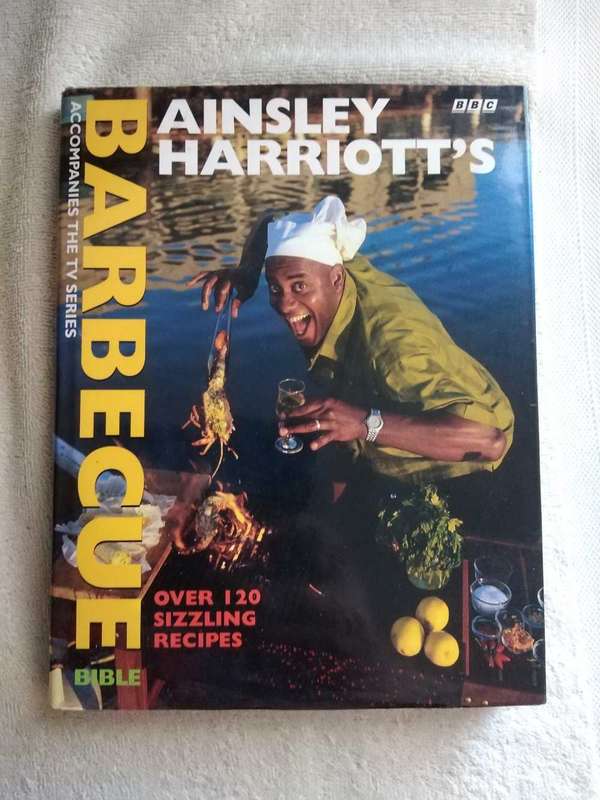 AINSLEY
HARRIOTT'S
BBC
BARBECUE
BIBLE
ACCOMPANIES THE TV SERIES
OVER 120
SIZZLING
RECIPES